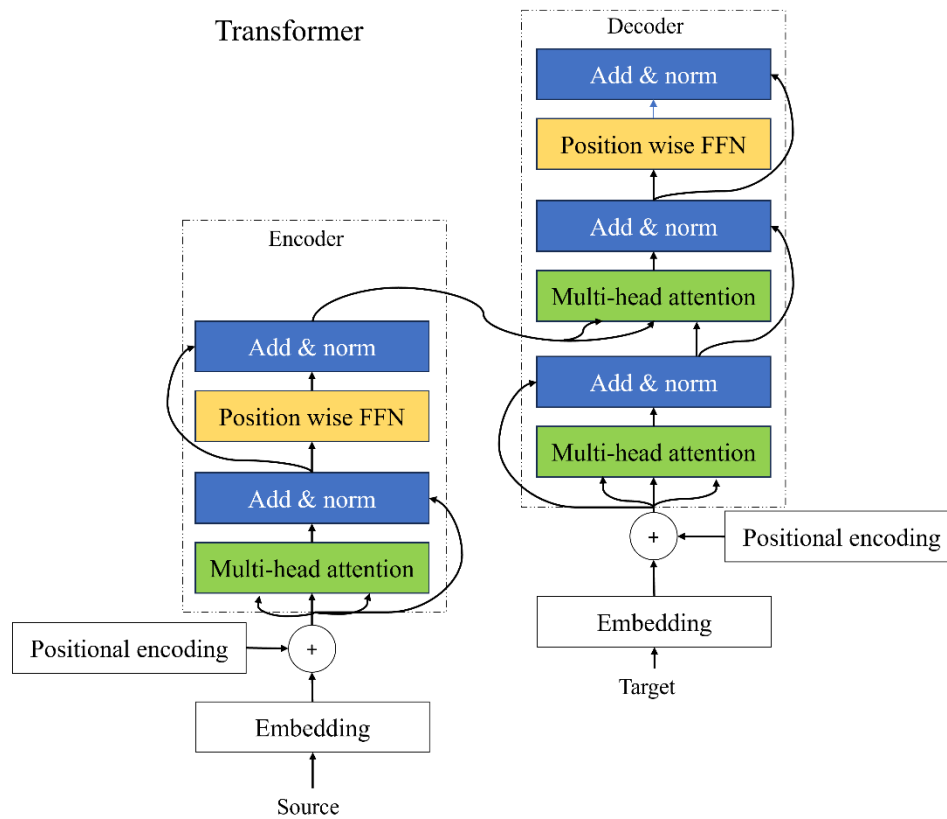 Transformer
Decoder
Add & norm
Position wise FFN
Add & norm
Multi-head attention
Add & norm
Multi-head attention
+
Positional encoding
Embedding
Target
Encoder
Add & norm
Position wise FFN
Add & norm
Multi-head attention
Positional encoding
+
Embedding
Source